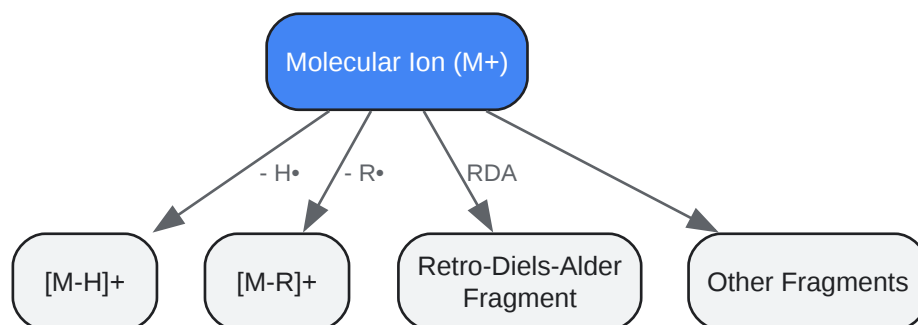 Molecular Ion (M+)
- H•
- R•
RDA
[M-H]+
[M-R]+
Retro-Diels-Alder
Fragment
Other Fragments